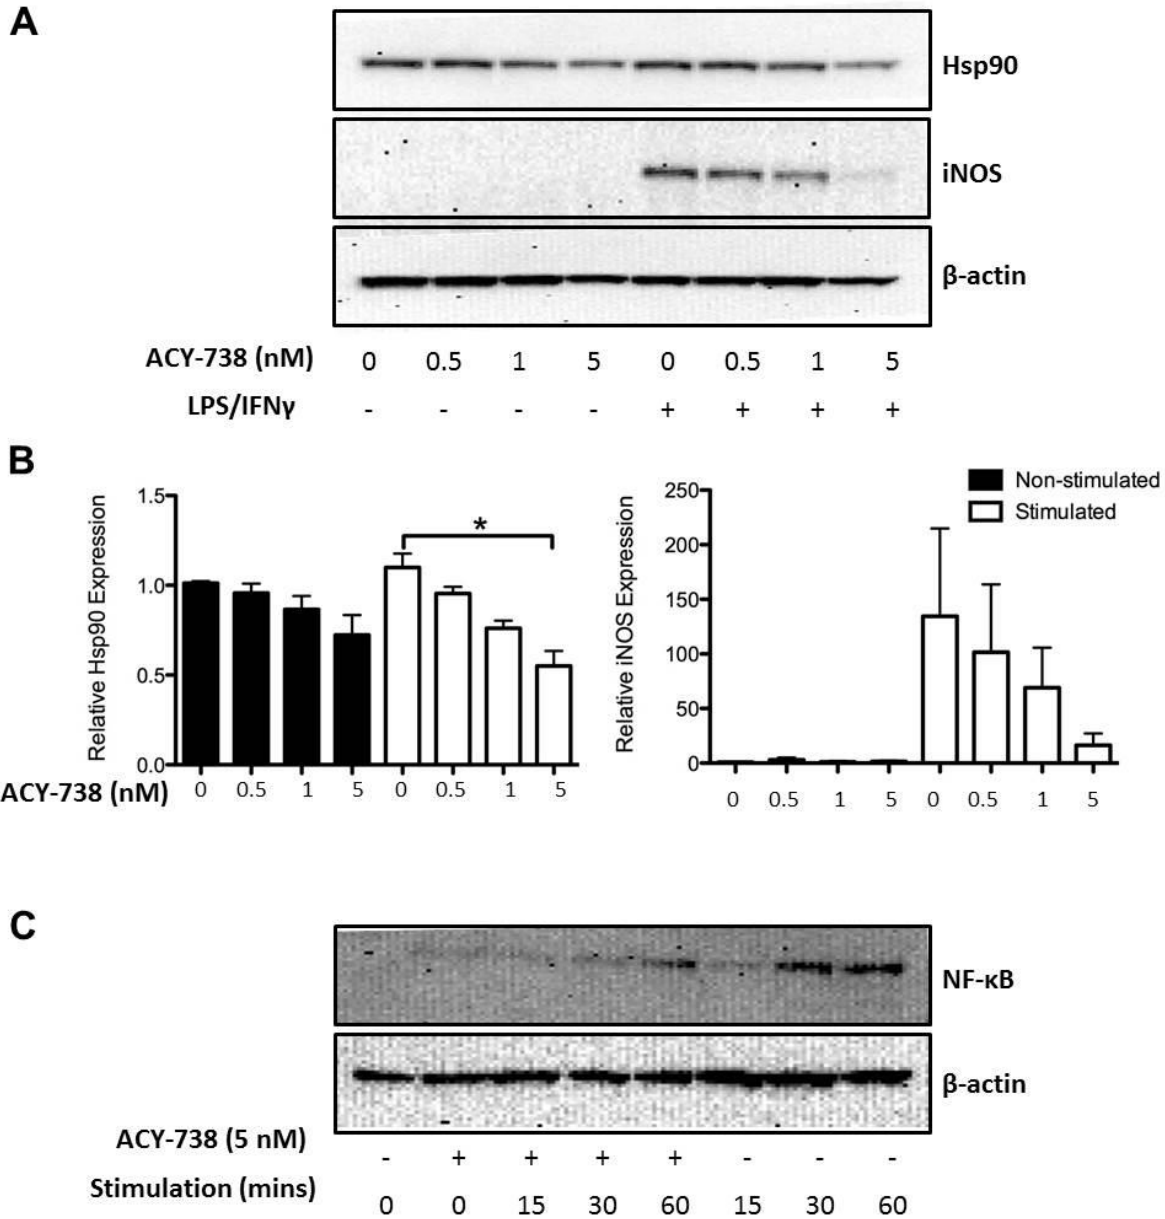 A
Hsp90
iNOS
β-actin
ACY-738 (nM) 0 0.5 1 5 0 0.5 1 5
LPS/IFNγ - - - - + + + +
B
Non-stimulated
Stimulated
Relative Hsp90 Expression
1.5
1.0
0.5
0.0
ACY-738 (nM) 0 0.5 1 5 0 0.5 1 5
*
Relative iNOS Expression
250
200
150
100
50
0
0 0.5 1 5 0 0.5 1 5
C
NF-κB
β-actin
ACY-738 (5 nM) - + + + + - - -
Stimulation (mins) 0 0 15 30 60 15 30 60